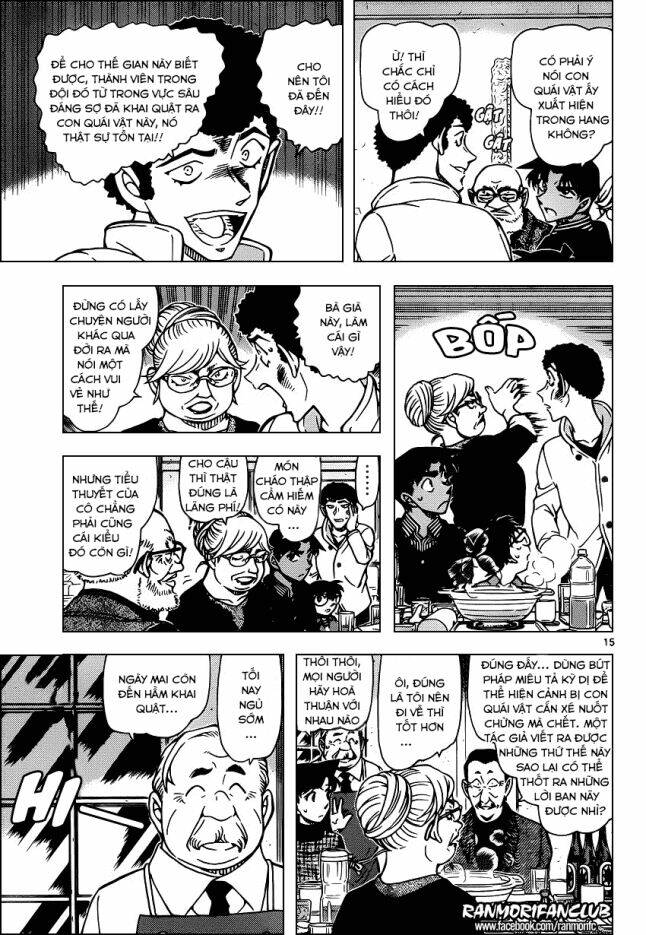 CÓ PHẢI Ý
NÓI CON
QUÁI VẬT ẤY
XUẤT HIỆN
TRONG HANG
KHÔNG?
Ừ! THÌ
CHẮC CHỈ
CÓ CÁCH
HIỂU ĐÓ
THÔI!
CÁT
CÁT
CHO
NÊN TÔI
ĐÃ ĐẾN
ĐÂY!!
ĐỂ CHO THẾ GIAN NÀY BIẾT
ĐƯỢC, THÀNH VIÊN TRONG
ĐỘI ĐỎ TỪ TRONG VỰC SÂU
ĐÁNG SỢ ĐÃ KHAI QUẬT RA
CON QUÁI VẬT NÀY, NÓ
THẬT SỰ TỒN TẠI!!
BỐP
BÀ GIÀ
NÀY, LÀM
CÁI GÌ
VẬY!
ĐỪNG CÓ LẤY
CHUYỆN NGƯỜI
KHÁC QUA
ĐỜI RA MÀ
NÓI MỘT
CÁCH VUI
VẺ NHƯ
THẾ!
......
MÓN
CHÁO THẬP
CẨM HIẾM
CÓ NÀY
...
CHO CẬU
THÌ THẬT
ĐÚNG LÀ
LÃNG PHÍ!
NHƯNG TIỂU
THUYẾT CỦA
CÔ CHẲNG
PHẢI CŨNG
CÁI KIỂU
ĐÓ CÒN GÌ!
15
ĐÚNG ĐẤY... DÙNG BÚT
PHÁP MIÊU TẢ KỲ DỊ ĐỂ
THỂ HIỆN CẢNH BỊ CON
QUÁI VẬT CẮN XÉ NUỐT
CHỬNG MÀ CHẾT. MỘT
TÁC GIẢ VIẾT RA ĐƯỢC
NHỮNG THỨ THẾ NÀY
SAO LẠI CÓ THỂ
THỐT RA NHỮNG
LỜI BAN NÃY
ĐƯỢC NHỈ?
ÔI, ĐÚNG
LÀ TÔI NÊN
ĐI VỀ THÌ
TỐT HƠN
...
THÔI THÔI,
MỌI NGƯỜI
HÃY HOÀ
THUẬN VỚI
NHAU NÀO
TỐI
NAY
NGỦ
SỚM
...
NGÀY MAI CÒN
ĐẾN HẦM KHAI
QUẬT...
HI
RANMORIFANCLUB
www.facebook.com/ranmorifc